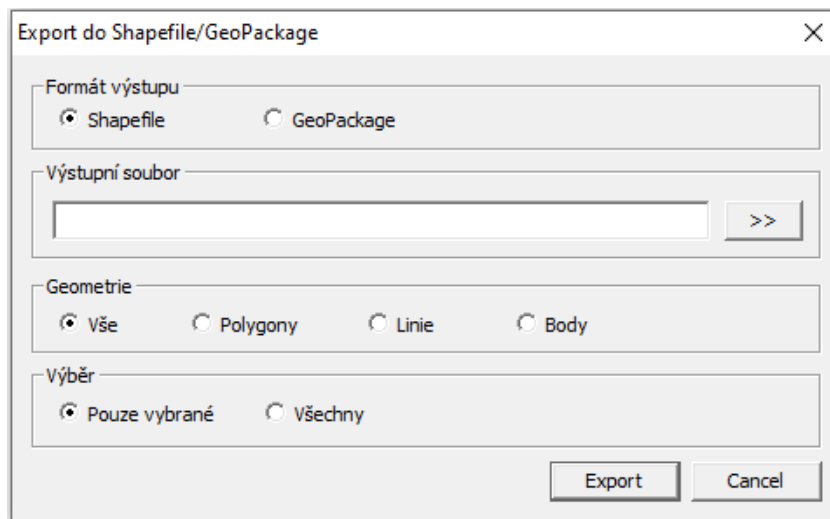 Export do Shapefile/GeoPackage
Formát výstupu
Shapefile GeoPackage
Výstupní soubor
>>
Geometrie
Vše Polygony Linie Body
Výběr
Pouze vybrané Všechny
Export Cancel